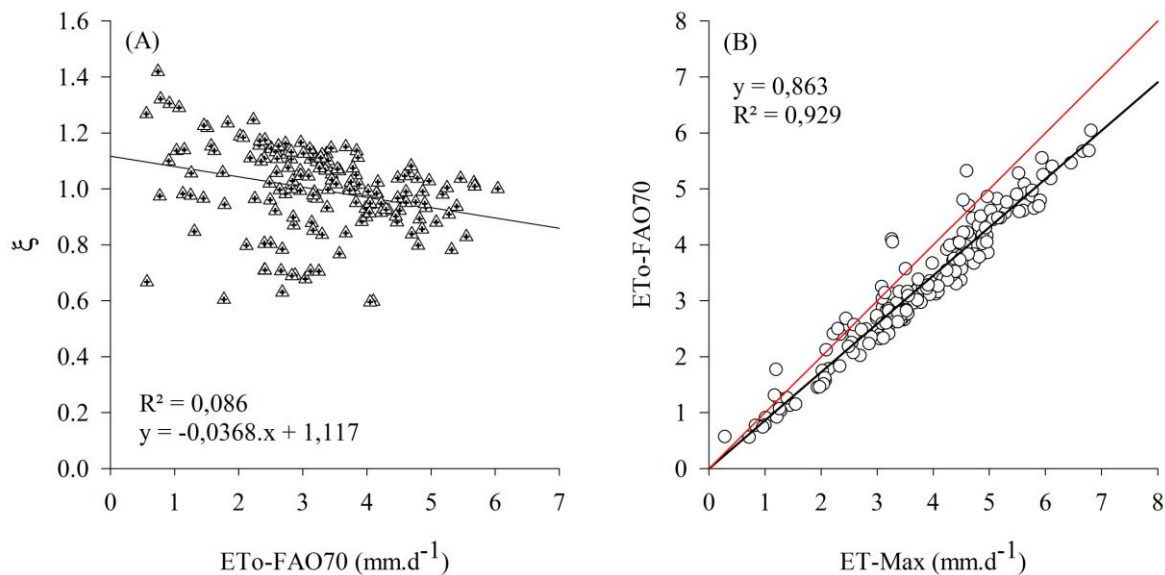 (A)
1.6
1.4
1.2
1.0
0.8
0.6
0.4
0.2
0.0
ξ
R² = 0,086
y = -0,0368.x + 1,117
0 1 2 3 4 5 6 7
ETo-FAO70 (mm.d⁻¹)
(B)
8
7
6
5
4
3
2
1
0
ETo-FAO70
y = 0,863
R² = 0,929
0 1 2 3 4 5 6 7 8
ET-Max (mm.d⁻¹)